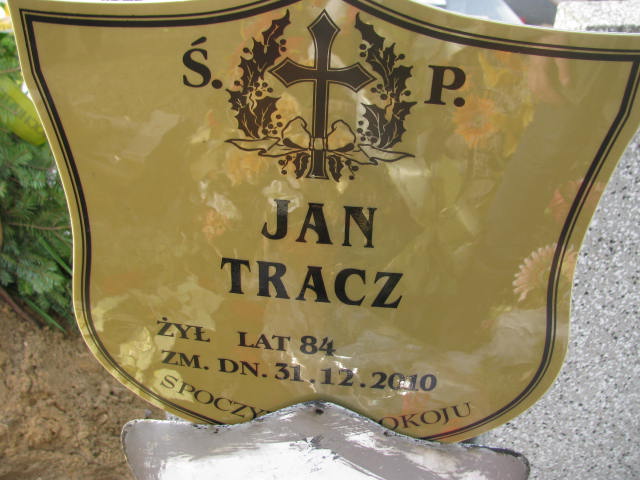 Ś. P.
JAN
TRACZ
ŻYŁ LAT 84
ZM. DN. 31.12.2010